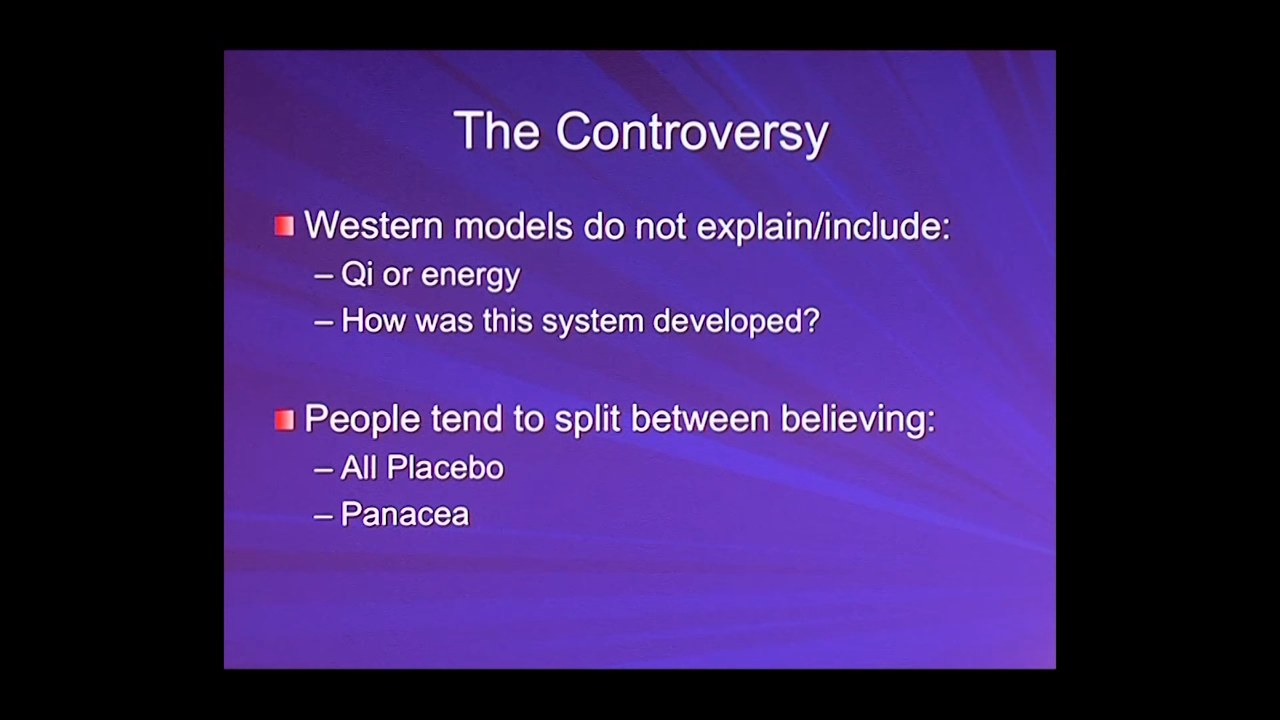 The Controversy
Western models do not explain/include:
– Qi or energy
– How was this system developed?
People tend to split between believing:
– All Placebo
– Panacea